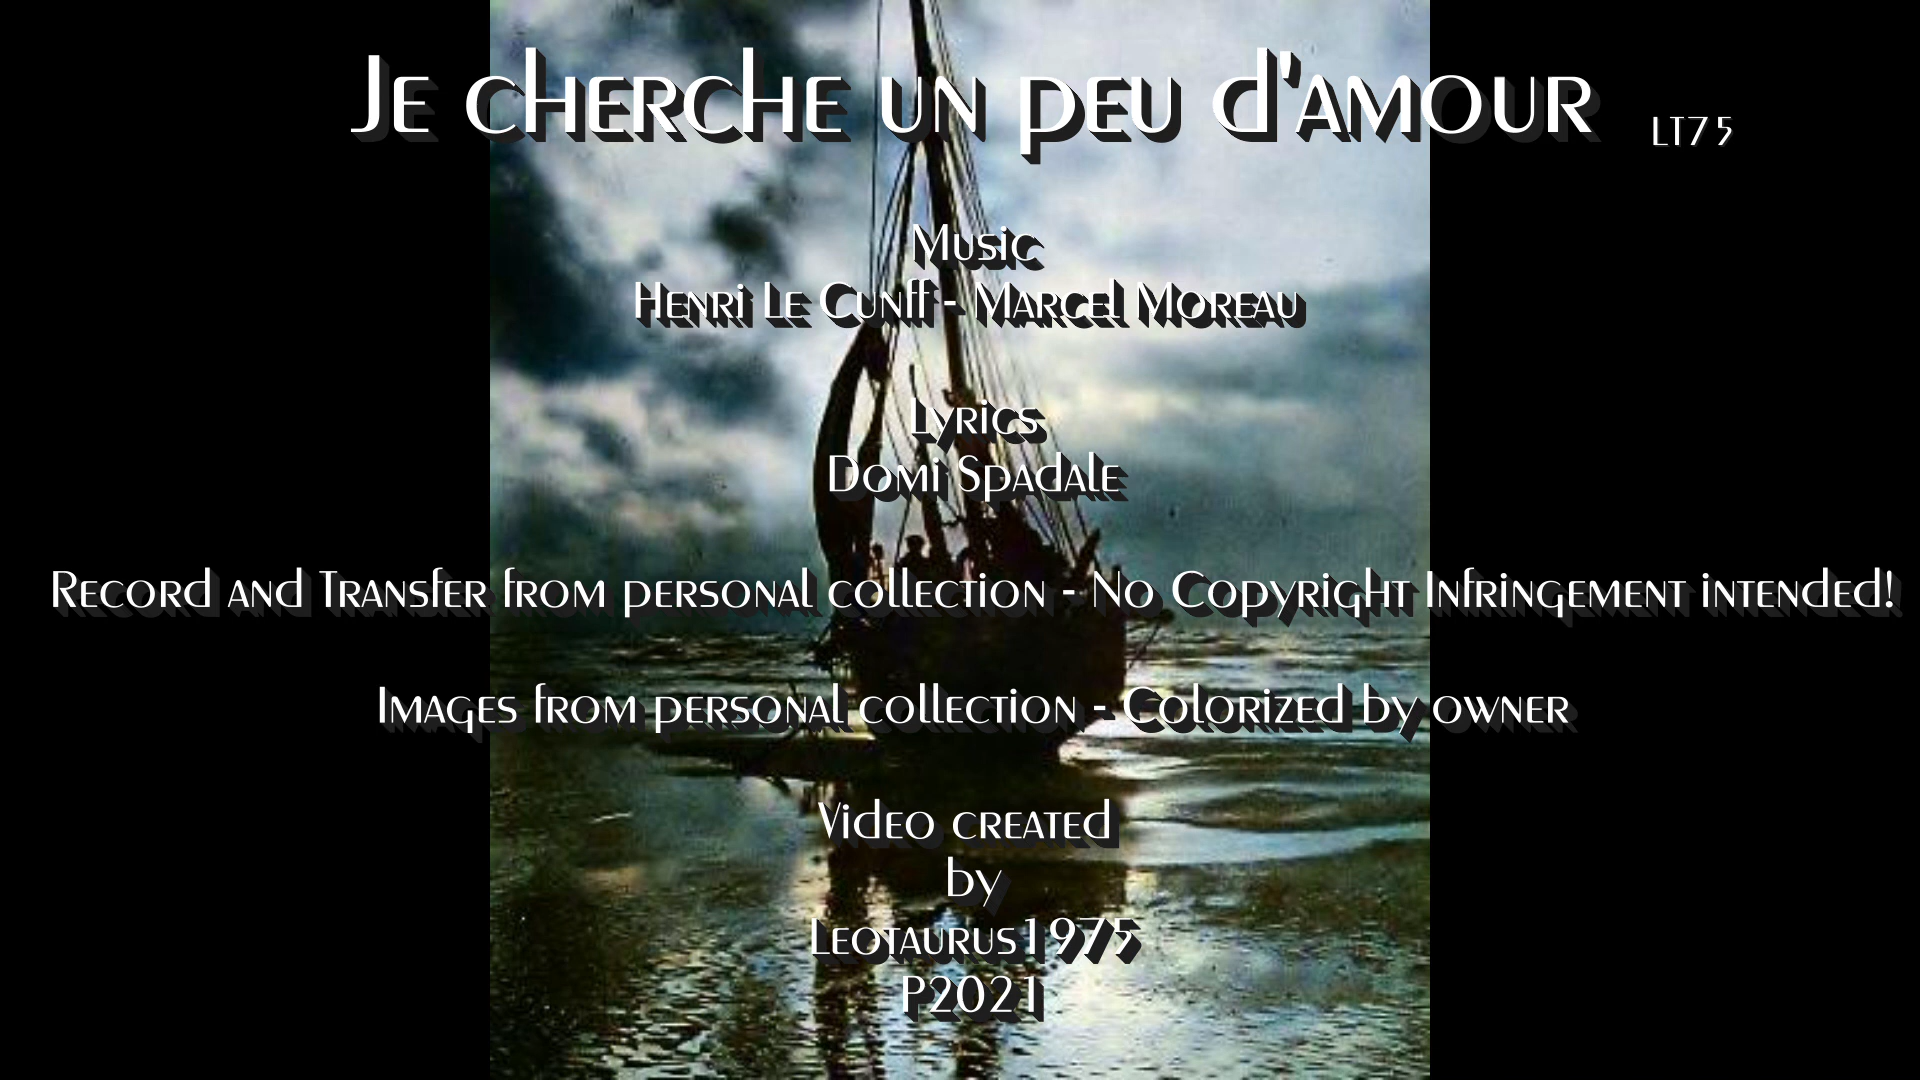 Je cherche un peu d'amour LT75
Music
Henri Le Cunff - Marcel Moreau
Lyrics
Domi Spadale
Record and Transfer from personal collection - No Copyright Infringement intended!
Images from personal collection - Colorized by owner
Video created
by
Leotaurus1975
P2021